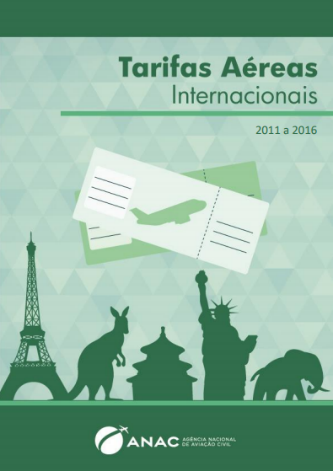 Tarifas Aéreas
Internacionais
2011 a 2016
ANAC AGÊNCIA NACIONAL
DE AVIAÇÃO CIVIL